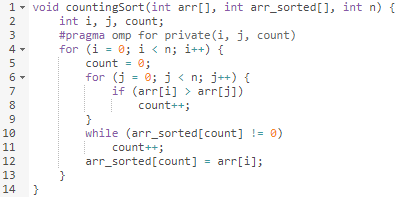 1 void countingSort(int arr[], int arr_sorted[], int n) {
2     int i, j, count;
3     #pragma omp for private(i, j, count)
4     for (i = 0; i < n; i++) {
5         count = 0;
6         for (j = 0; j < n; j++) {
7             if (arr[i] > arr[j])
8                 count++;
9         }
10         while (arr_sorted[count] != 0)
11             count++;
12         arr_sorted[count] = arr[i];
13     }
14 }